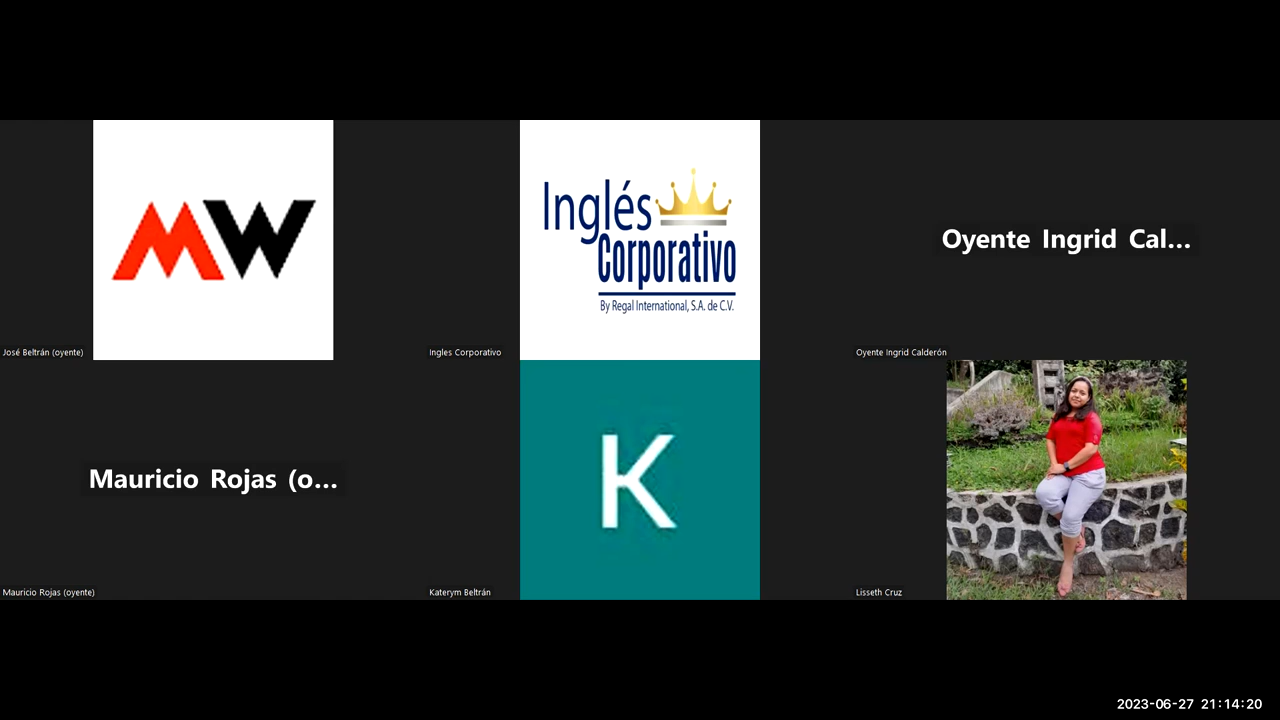 MW
Inglés
Corporativo
By Regal International, S.A. de C.V.
Oyente Ingrid Cal...
José Beltrán (oyente)
Ingles Corporativo
Oyente Ingrid Calderón
Mauricio Rojas (o...
K
Mauricio Rojas (oyente)
Katerym Beltrán
Lisseth Cruz
2023-06-27 21:14:20